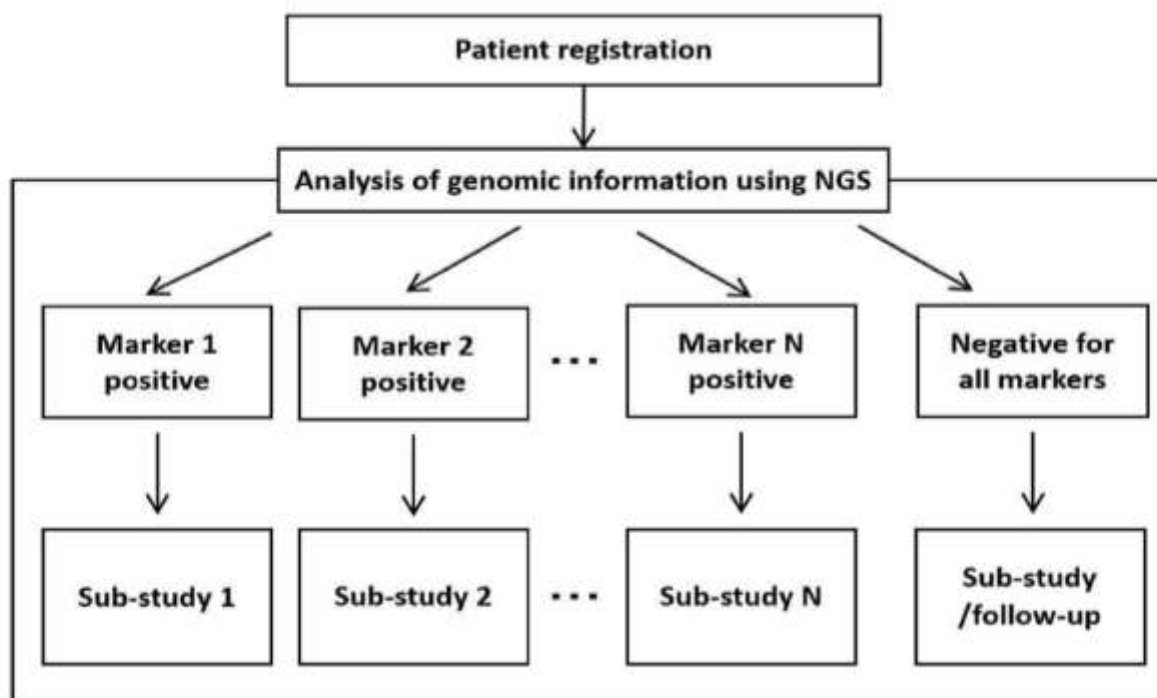 Patient registration
Analysis of genomic information using NGS
Marker 1
positive
Marker 2
positive
...
Marker N
positive
Negative for
all markers
Sub-study 1
Sub-study 2
...
Sub-study N
Sub-study
/follow-up